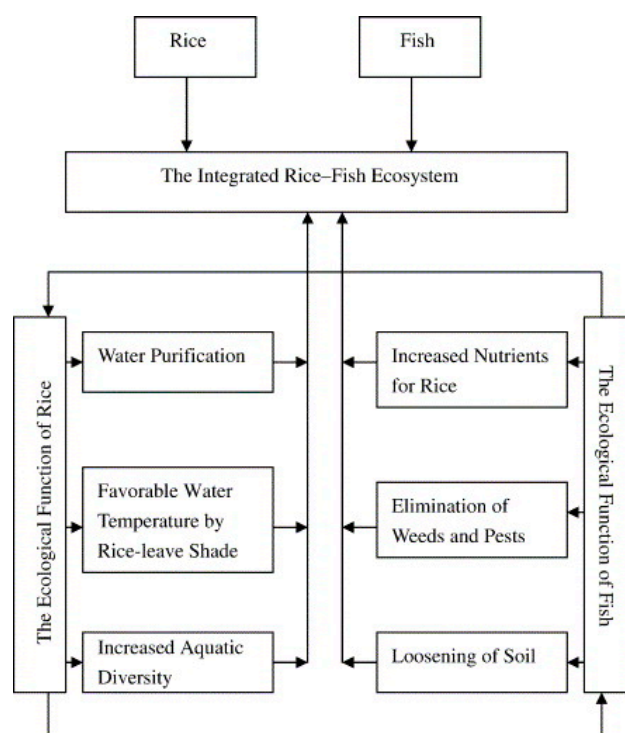 Rice
Fish
The Integrated Rice–Fish Ecosystem
The Ecological Function of Rice
Water Purification
Favorable Water
Temperature by
Rice-leave Shade
Increased Aquatic
Diversity
Increased Nutrients
for Rice
Elimination of
Weeds and Pests
Loosening of Soil
The Ecological Function of Fish